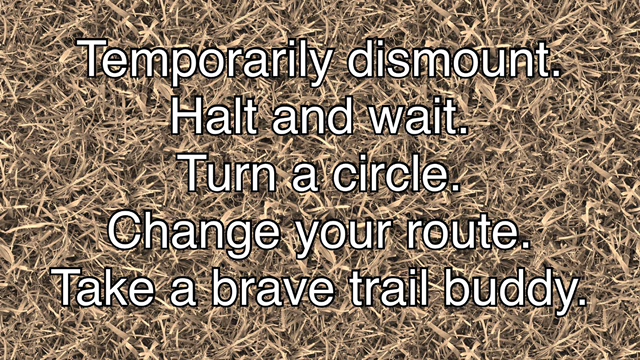 Temporarily dismount.
Halt and wait.
Turn a circle.
Change your route.
Take a brave trail buddy.